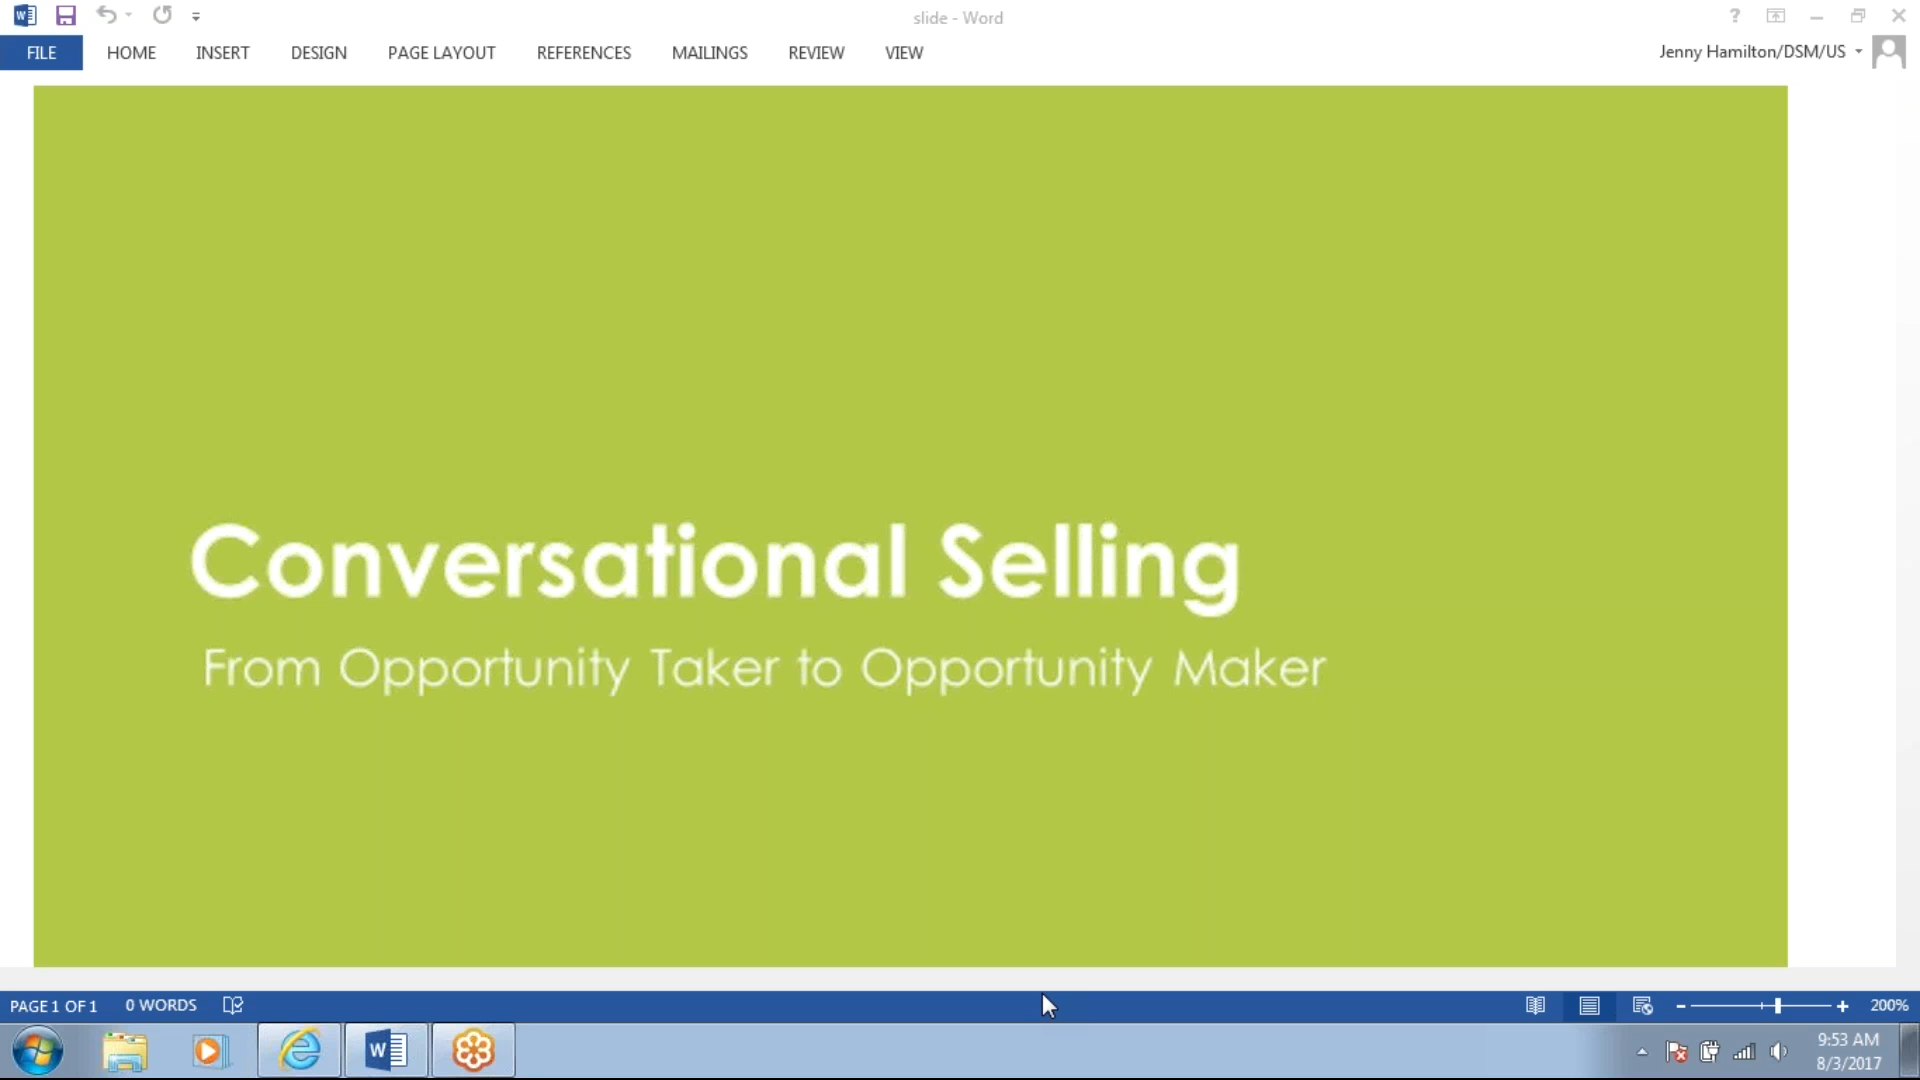 slide - Word
FILE HOME INSERT DESIGN PAGE LAYOUT REFERENCES MAILINGS REVIEW VIEW Jenny Hamilton/DSM/US
Conversational Selling
From Opportunity Taker to Opportunity Maker
PAGE 1 OF 1 0 WORDS 200%
9:53 AM
8/3/2017